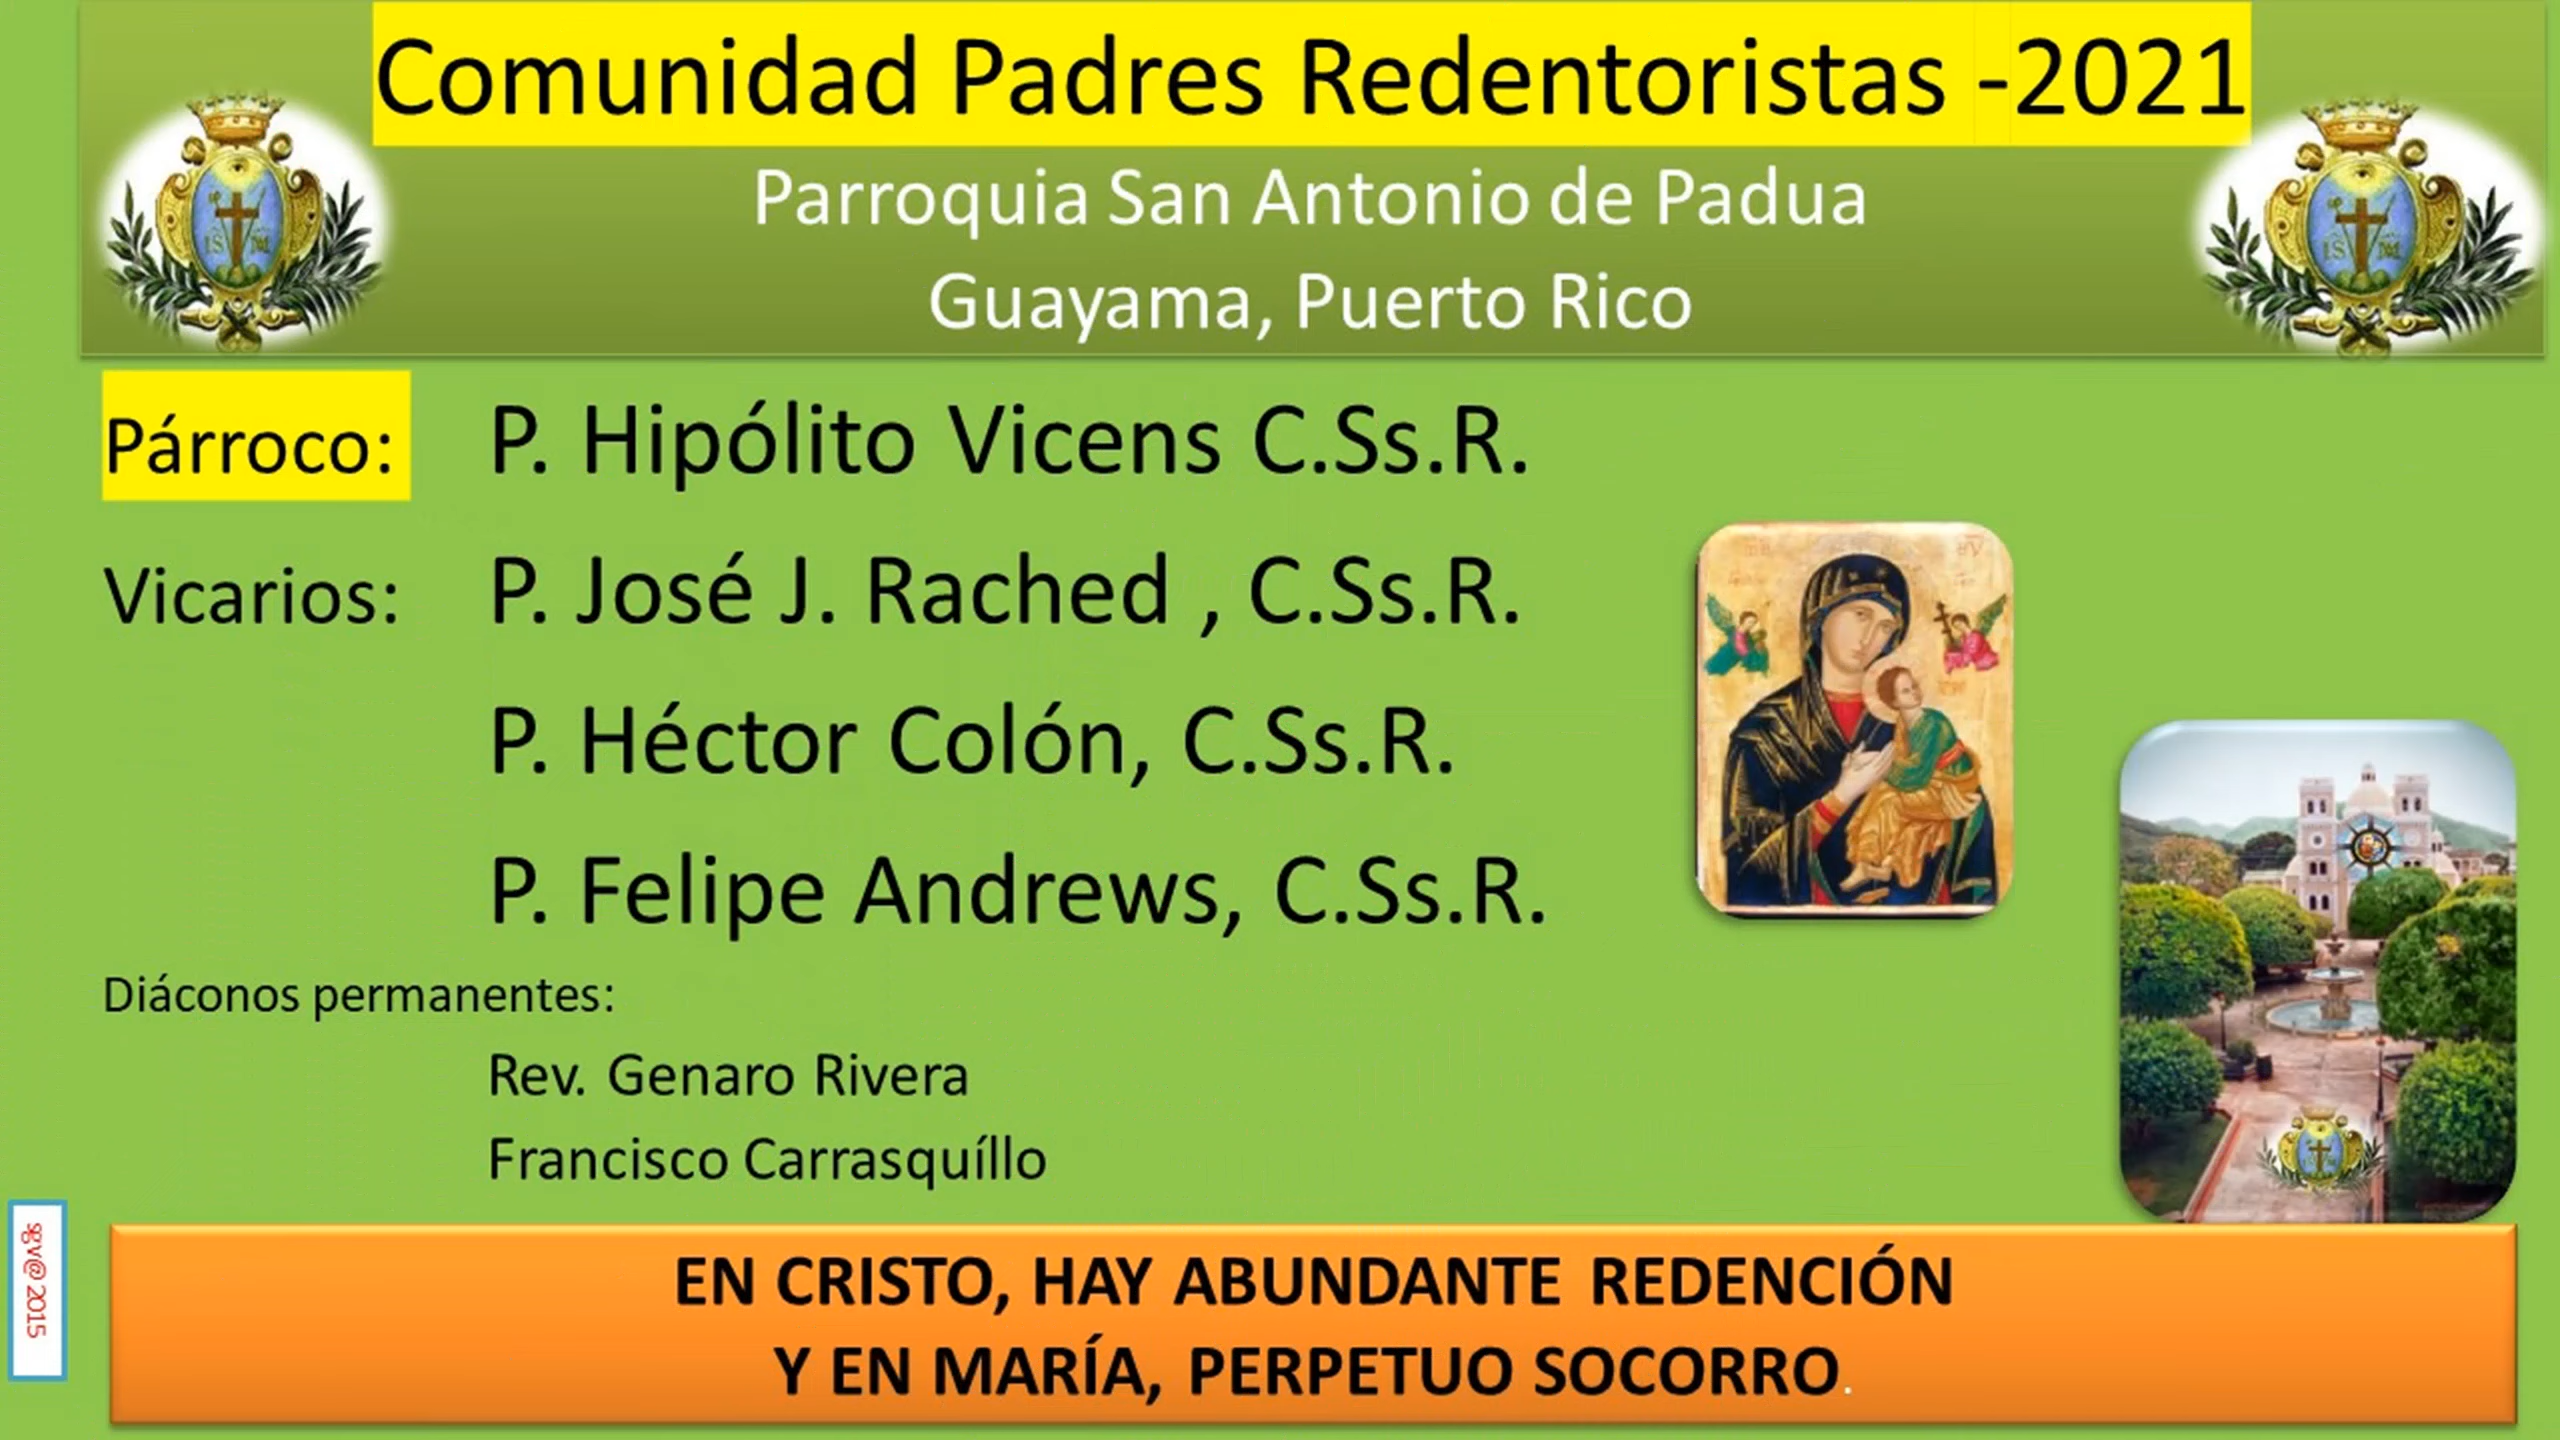 Comunidad Padres Redentoristas -2021
Parroquia San Antonio de Padua
Guayama, Puerto Rico
Párroco: P. Hipólito Vicens C.Ss.R.
Vicarios: P. José J. Rached , C.Ss.R.
P. Héctor Colón, C.Ss.R.
P. Felipe Andrews, C.Ss.R.
Diáconos permanentes:
Rev. Genaro Rivera
Francisco Carrasquíllo
sgv@ 2015
EN CRISTO, HAY ABUNDANTE REDENCIÓN
Y EN MARÍA, PERPETUO SOCORRO.